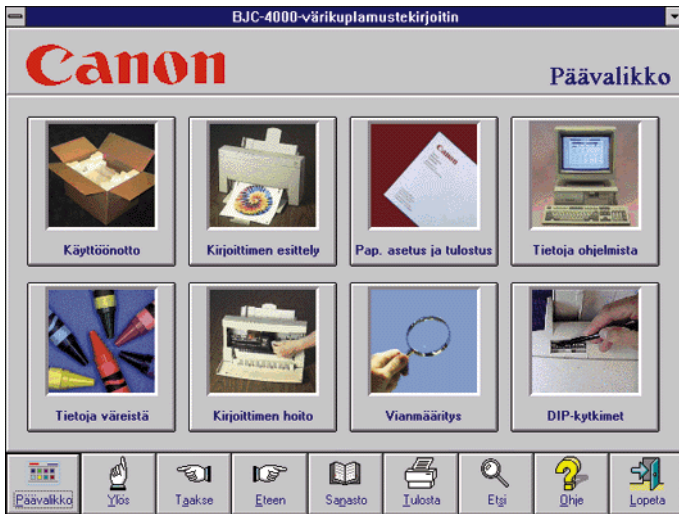 BJC-4000-värikuplamustekirjoitin
Canon
Päävalikko
Käyttöönotto
Kirjoittimen esittely
Pap. asetus ja tulostus
Tietoja ohjelmista
Canon
Tietoja väreistä
Kirjoittimen hoito
Vianmääritys
DIP-kytkimet
Päävalikko
Ylös
Taakse
Eteen
Sanasto
Tulosta
Etsi
Ohje
Lopeta